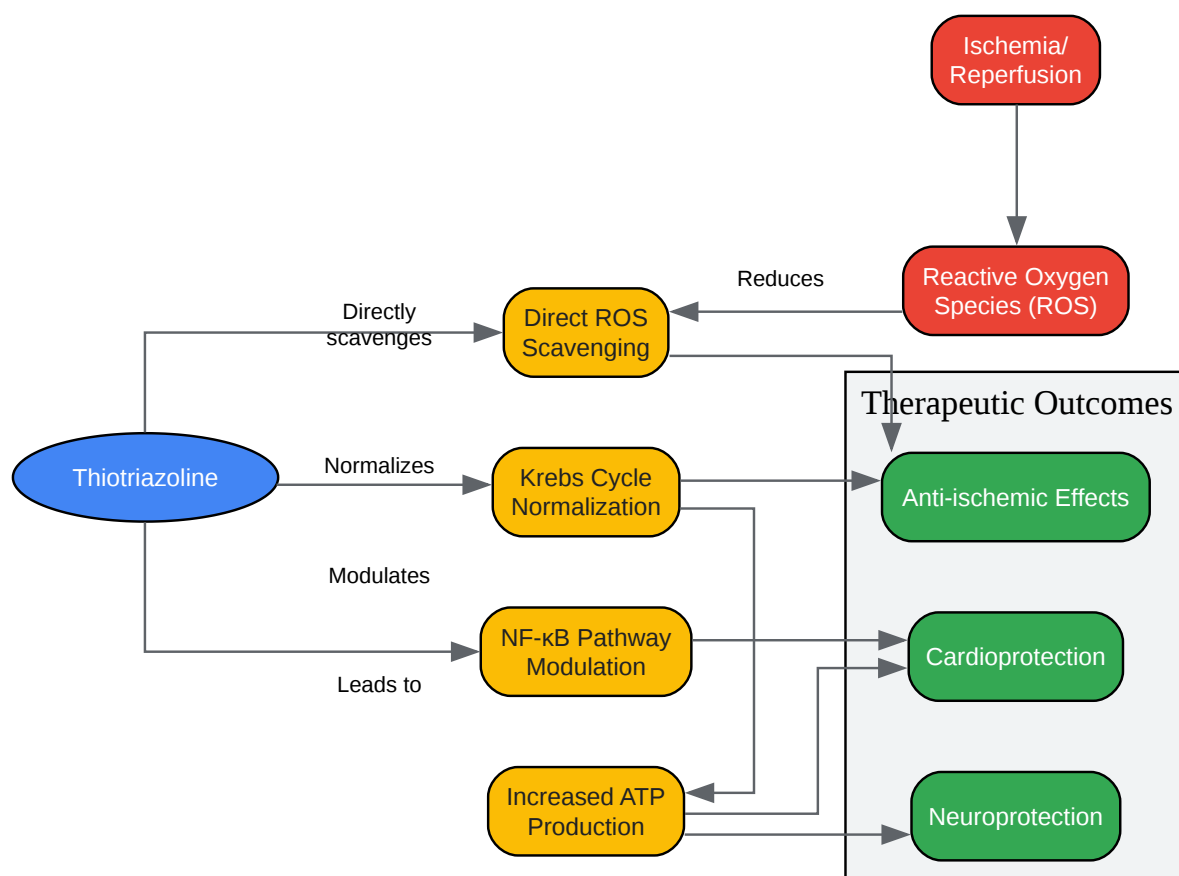 Ischemia/
Reperfusion
Reactive Oxygen
Species (ROS)
Reduces
Directly
scavenges
Direct ROS
Scavenging
Therapeutic Outcomes
Thiotriazoline
Normalizes
Krebs Cycle
Normalization
Anti-ischemic Effects
Modulates
NF-κB Pathway
Modulation
Cardioprotection
Leads to
Increased ATP
Production
Neuroprotection